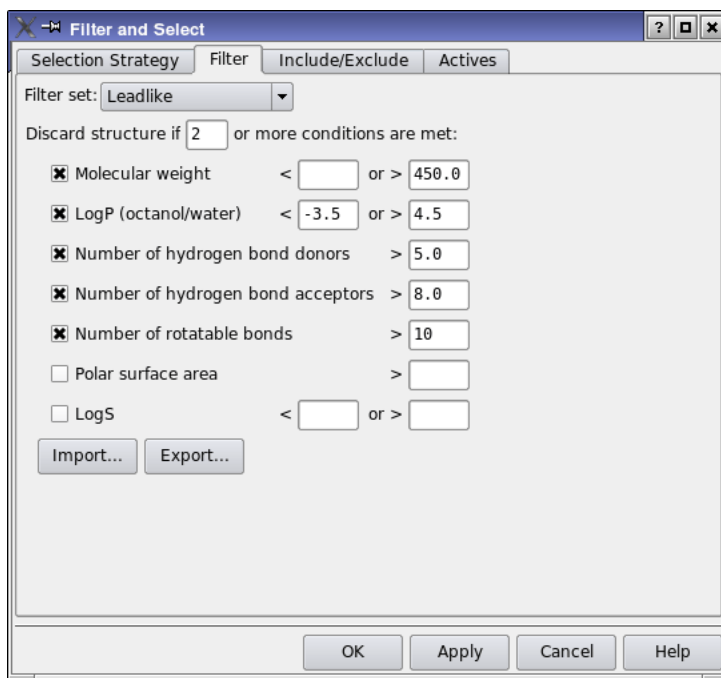 Filter and Select
Selection Strategy Filter Include/Exclude Actives
Filter set: Leadlike
Discard structure if 2 or more conditions are met:
Molecular weight < or > 450.0
LogP (octanol/water) < -3.5 or > 4.5
Number of hydrogen bond donors > 5.0
Number of hydrogen bond acceptors > 8.0
Number of rotatable bonds > 10
Polar surface area >
LogS < or >
Import... Export...
OK Apply Cancel Help